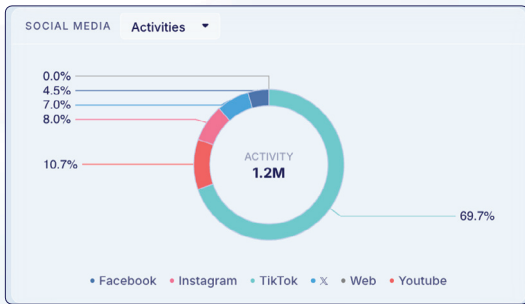 SOCIAL MEDIA Activities
0.0%
4.5%
7.0%
8.0%
10.7%
ACTIVITY
1.2M
69.7%
• Facebook • Instagram • TikTok • 𝕏 • Web • Youtube